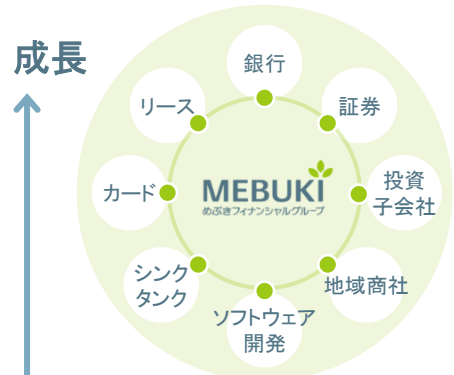 成長
銀行
リース
証券
カード
MEBUKI
めぶきフィナンシャルグループ
投資
子会社
シンク
タンク
地域商社
ソフトウェア
開発